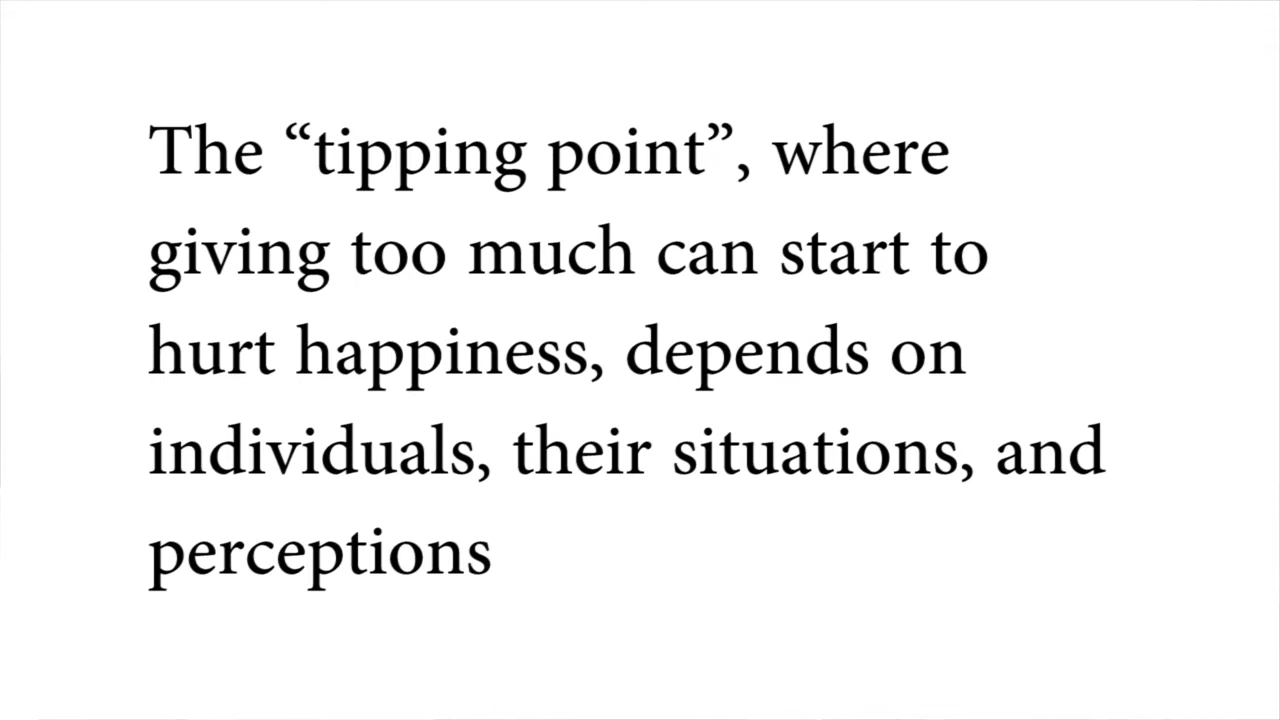 The “tipping point”, where
giving too much can start to
hurt happiness, depends on
individuals, their situations, and
perceptions